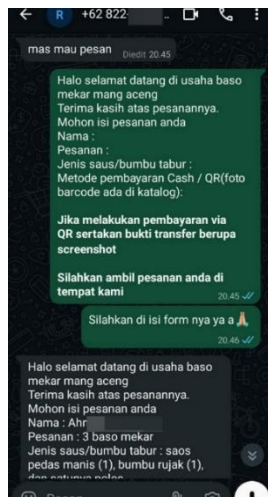 R +62 822- ..
mas mau pesan Diedit 20.45
Halo selamat datang di usaha baso
mekar mang aceng
Terima kasih atas pesanannya.
Mohon isi pesanan anda
Nama :
Pesanan :
Jenis saus/bumbu tabur :
Metode pembayaran Cash / QR(foto
barcode ada di katalog):
Jika melakukan pembayaran via
QR sertakan bukti transfer berupa
screenshot
Silahkan ambil pesanan anda di
tempat kami
20.45
Silahkan di isi form nya ya a 🙏🏼
20.46
Halo selamat datang di usaha baso
mekar mang aceng
Terima kasih atas pesanannya.
Mohon isi pesanan anda
Nama : Ahr
Pesanan : 3 baso mekar
Jenis saus/bumbu tabur : saos
pedas manis (1), bumbu rujak (1),
dan satunya polos